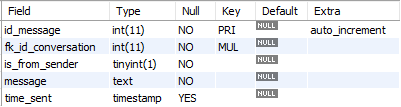 Field Type Null Key Default Extra
id_message int(11) NO PRI NULL auto_increment
fk_id_conversation int(11) NO MUL NULL
is_from_sender tinyint(1) NO NULL
message text NO NULL
time_sent timestamp YES NULL